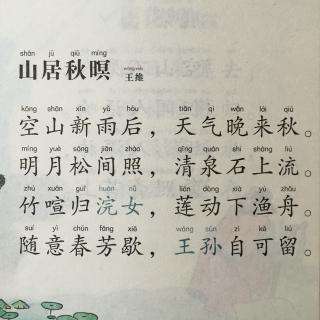 shān jū qiū míng
山居秋暝
wáng wéi
王维
kōng shān xīn yǔ hòu tiān qì wǎn lái qiū
空山新雨后，天气晚来秋。
míng yuè sōng jiān zhào qīng quán shí shàng liú
明月松间照，清泉石上流。
zhú xuān guī huàn nǚ lián dòng xià yú zhōu
竹喧归浣女，莲动下渔舟。
suí yì chūn fāng xiē wáng sūn zì kě liú
随意春芳歇，王孙自可留。